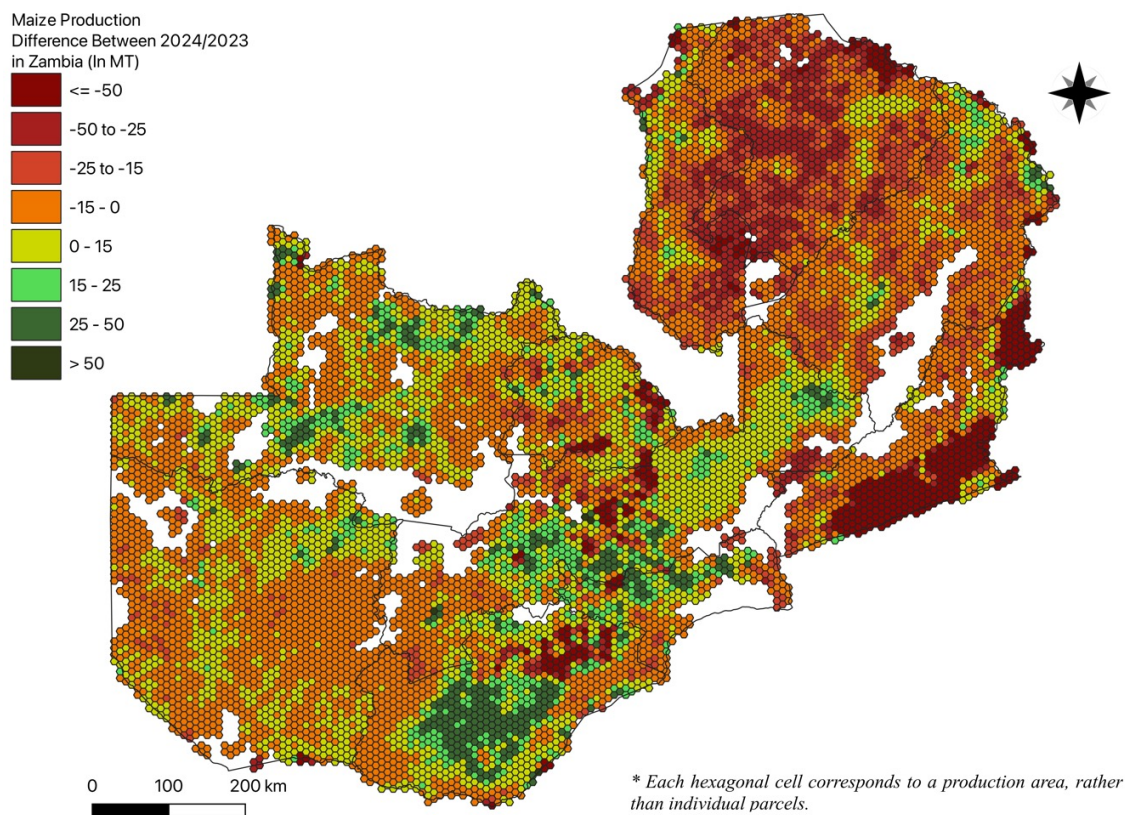 Maize Production
Difference Between 2024/2023
in Zambia (In MT)
<= -50
-50 to -25
-25 to -15
-15 - 0
0 - 15
15 - 25
25 - 50
> 50
0 100 200 km
* Each hexagonal cell corresponds to a production area, rather
than individual parcels.